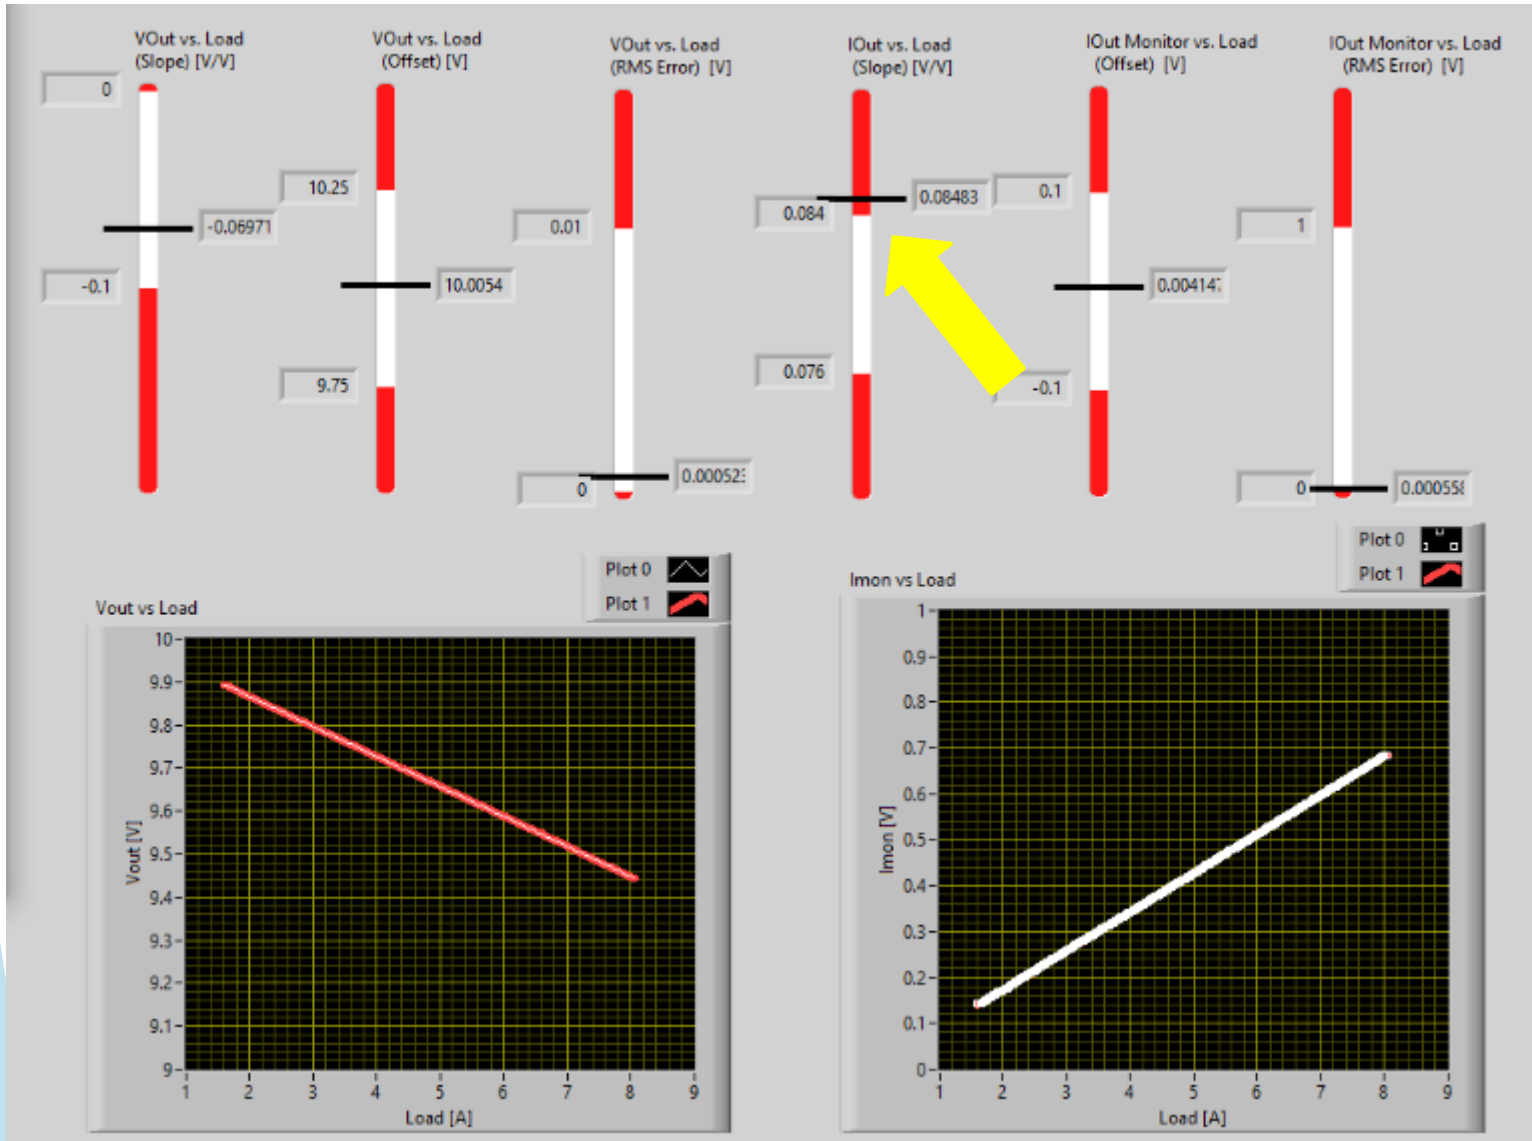 VOut vs. Load
(Slope) [V/V]
0
-0.06971
-0.1
VOut vs. Load
(Offset) [V]
10.25
10.0054
9.75
VOut vs. Load
(RMS Error) [V]
0.01
0.000523
0
IOut vs. Load
(Slope) [V/V]
0.08483
0.084
0.076
IOut Monitor vs. Load
(Offset) [V]
0.1
-0.1
IOut Monitor vs. Load
(RMS Error) [V]
1
0
0.000558
Plot 0
Plot 1
Vout vs Load
10
9.9
9.8
9.7
9.6
9.5
9.4
9.3
9.2
9.1
9
Vout [V]
1 2 3 4 5 6 7 8 9
Load [A]
Plot 0
Plot 1
Imon vs Load
1
0.9
0.8
0.7
0.6
0.5
0.4
0.3
0.2
0.1
0
Imon [V]
1 2 3 4 5 6 7 8 9
Load [A]